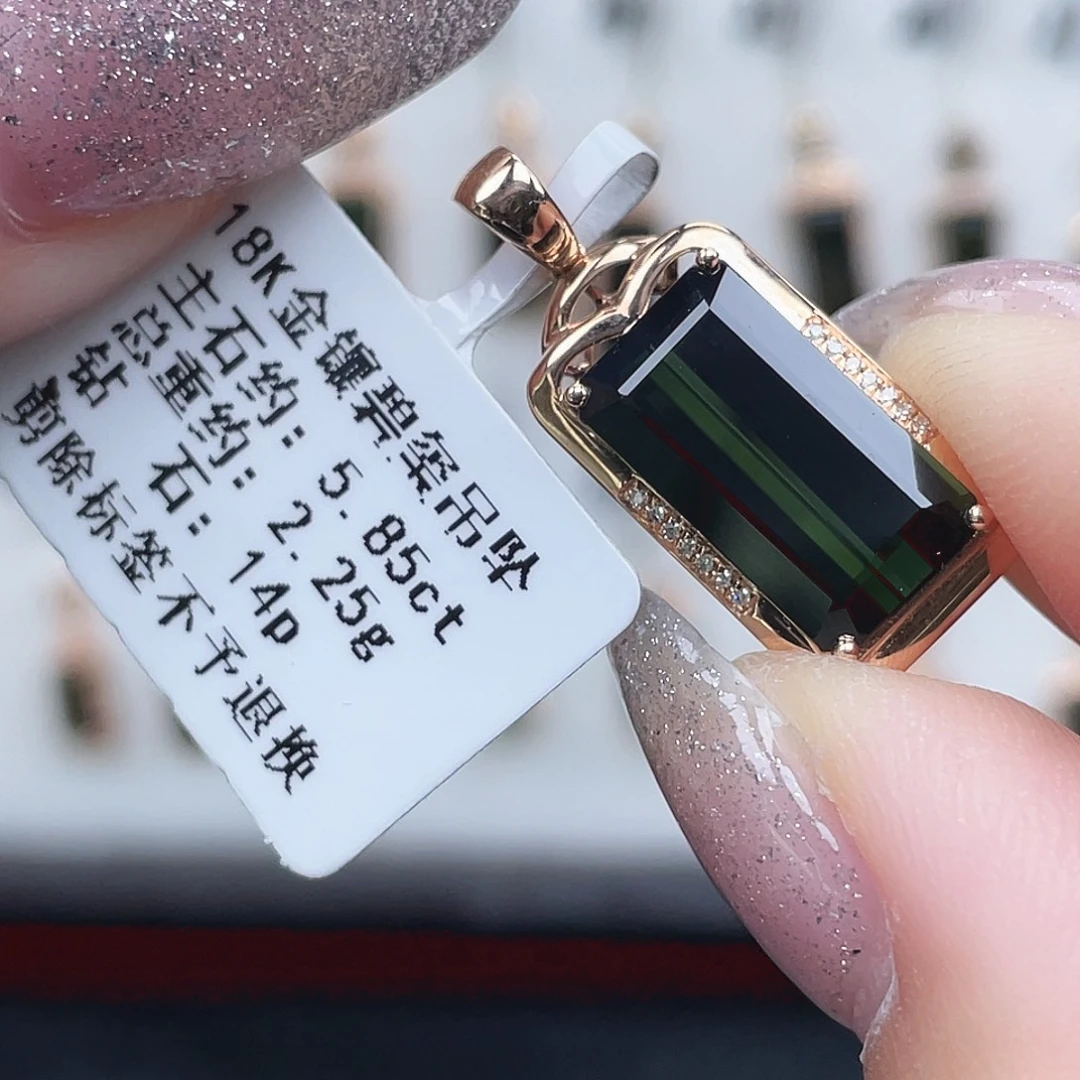 18K金镶碧玺吊坠
主石约: 5.85ct
总重约: 2.25g
钻  石: 14p
剪除标签不予退换